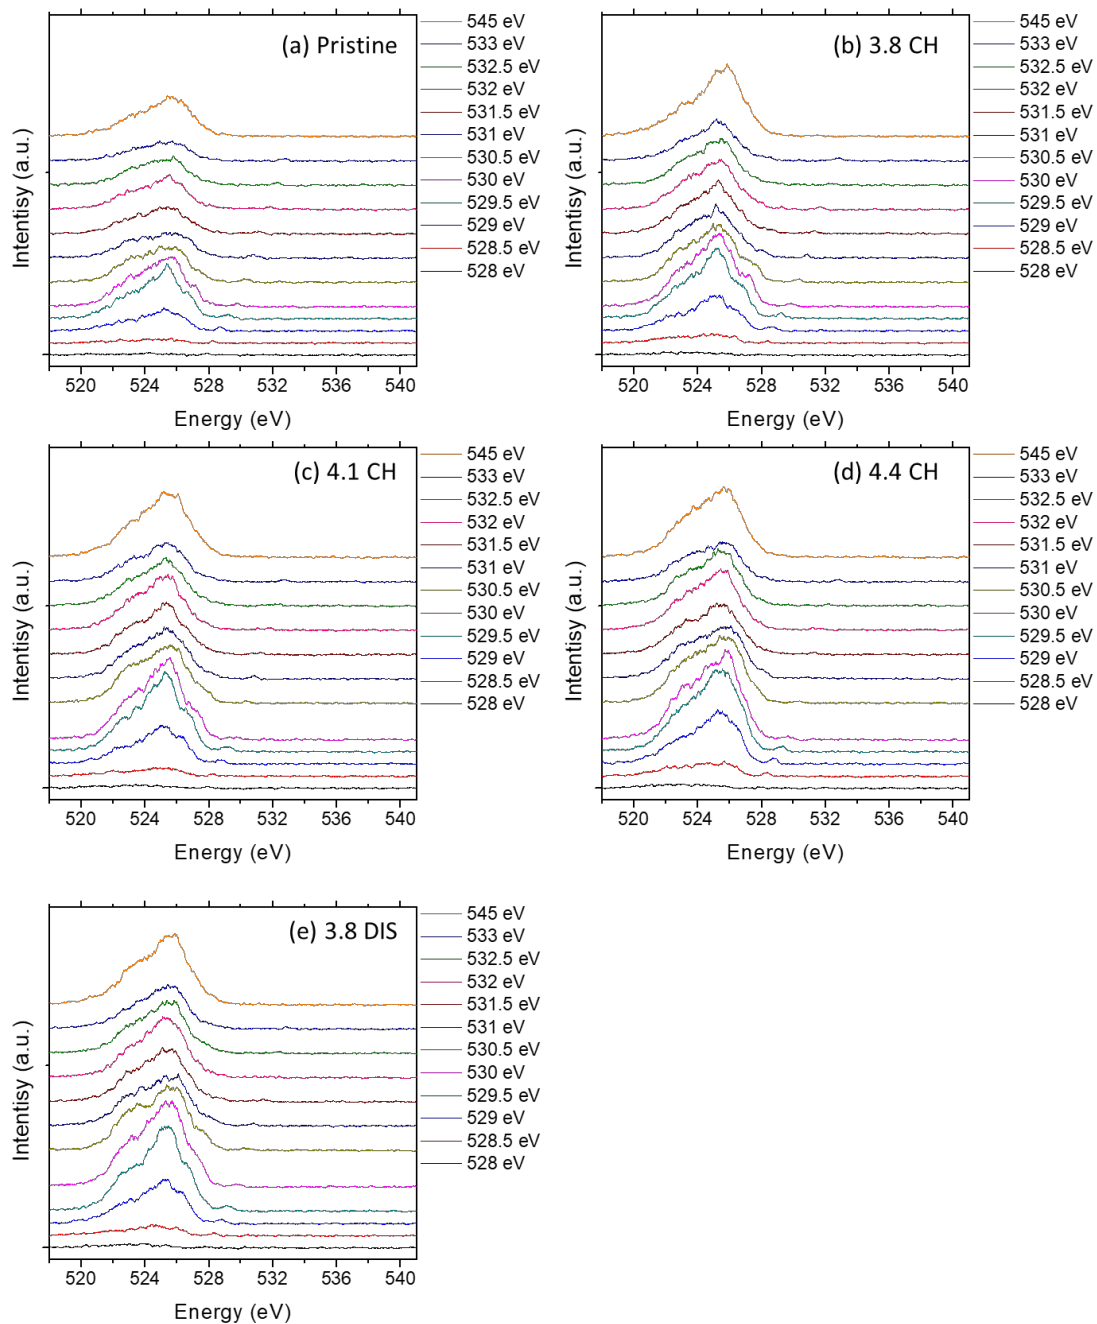 (a) Pristine
545 eV
533 eV
532.5 eV
532 eV
531.5 eV
531 eV
530.5 eV
530 eV
529.5 eV
529 eV
528.5 eV
528 eV
Intentisy (a.u.)
520 524 528 532 536 540
Energy (eV)
(b) 3.8 CH
545 eV
533 eV
532.5 eV
532 eV
531.5 eV
531 eV
530.5 eV
530 eV
529.5 eV
529 eV
528.5 eV
528 eV
Intentisy (a.u.)
520 524 528 532 536 540
Energy (eV)
(c) 4.1 CH
545 eV
533 eV
532.5 eV
532 eV
531.5 eV
531 eV
530.5 eV
530 eV
529.5 eV
529 eV
528.5 eV
528 eV
Intentisy (a.u.)
520 524 528 532 536 540
Energy (eV)
(d) 4.4 CH
545 eV
533 eV
532.5 eV
532 eV
531.5 eV
531 eV
530.5 eV
530 eV
529.5 eV
529 eV
528.5 eV
528 eV
Intentisy (a.u.)
520 524 528 532 536 540
Energy (eV)
(e) 3.8 DIS
545 eV
533 eV
532.5 eV
532 eV
531.5 eV
531 eV
530.5 eV
530 eV
529.5 eV
529 eV
528.5 eV
528 eV
Intentisy (a.u.)
520 524 528 532 536 540
Energy (eV)